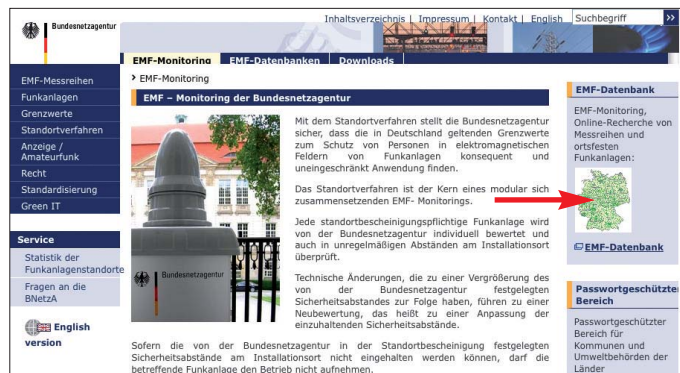 Bundesnetzagentur
Inhaltsverzeichnis | Impressum | Kontakt | English
Suchbegriff
EMF-Monitoring EMF-Datenbanken Downloads
EMF-Messreihen
Funkanlagen
Grenzwerte
Standortverfahren
Anzeige /
Amateurfunk
Recht
Standardisierung
Green IT
Service
Statistik der
Funkanlagenstandorte
Fragen an die
BNetzA
English
version
> EMF-Monitoring
EMF – Monitoring der Bundesnetzagentur
Bundesnetzagentur
Mit dem Standortverfahren stellt die Bundesnetzagentur
sicher, dass die in Deutschland geltenden Grenzwerte
zum Schutz von Personen in elektromagnetischen
Feldern von Funkanlagen konsequent und
uneingeschränkt Anwendung finden.
Das Standortverfahren ist der Kern eines modular sich
zusammensetzenden EMF- Monitorings.
Jede standortbescheinigungspflichtige Funkanlage wird
von der Bundesnetzagentur individuell bewertet und
auch in unregelmäßigen Abständen am Installationsort
überprüft.
Technische Änderungen, die zu einer Vergrößerung des
von der Bundesnetzagentur festgelegten
Sicherheitsabstandes zur Folge haben, führen zu einer
Neubewertung, das heißt zu einer Anpassung der
einzuhaltenden Sicherheitsabstände.
Sofern die von der Bundesnetzagentur in der Standortbescheinigung festgelegten
Sicherheitsabstände am Installationsort nicht eingehalten werden können, darf die
betreffende Funkanlage den Betrieb nicht aufnehmen.
EMF-Datenbank
EMF-Monitoring,
Online-Recherche von
Messreihen und
ortsfesten
Funkanlagen:
EMF-Datenbank
Passwortgeschützter
Bereich
Passwortgeschützter
Bereich für
Kommunen und
Umweltbehörden der
Länder